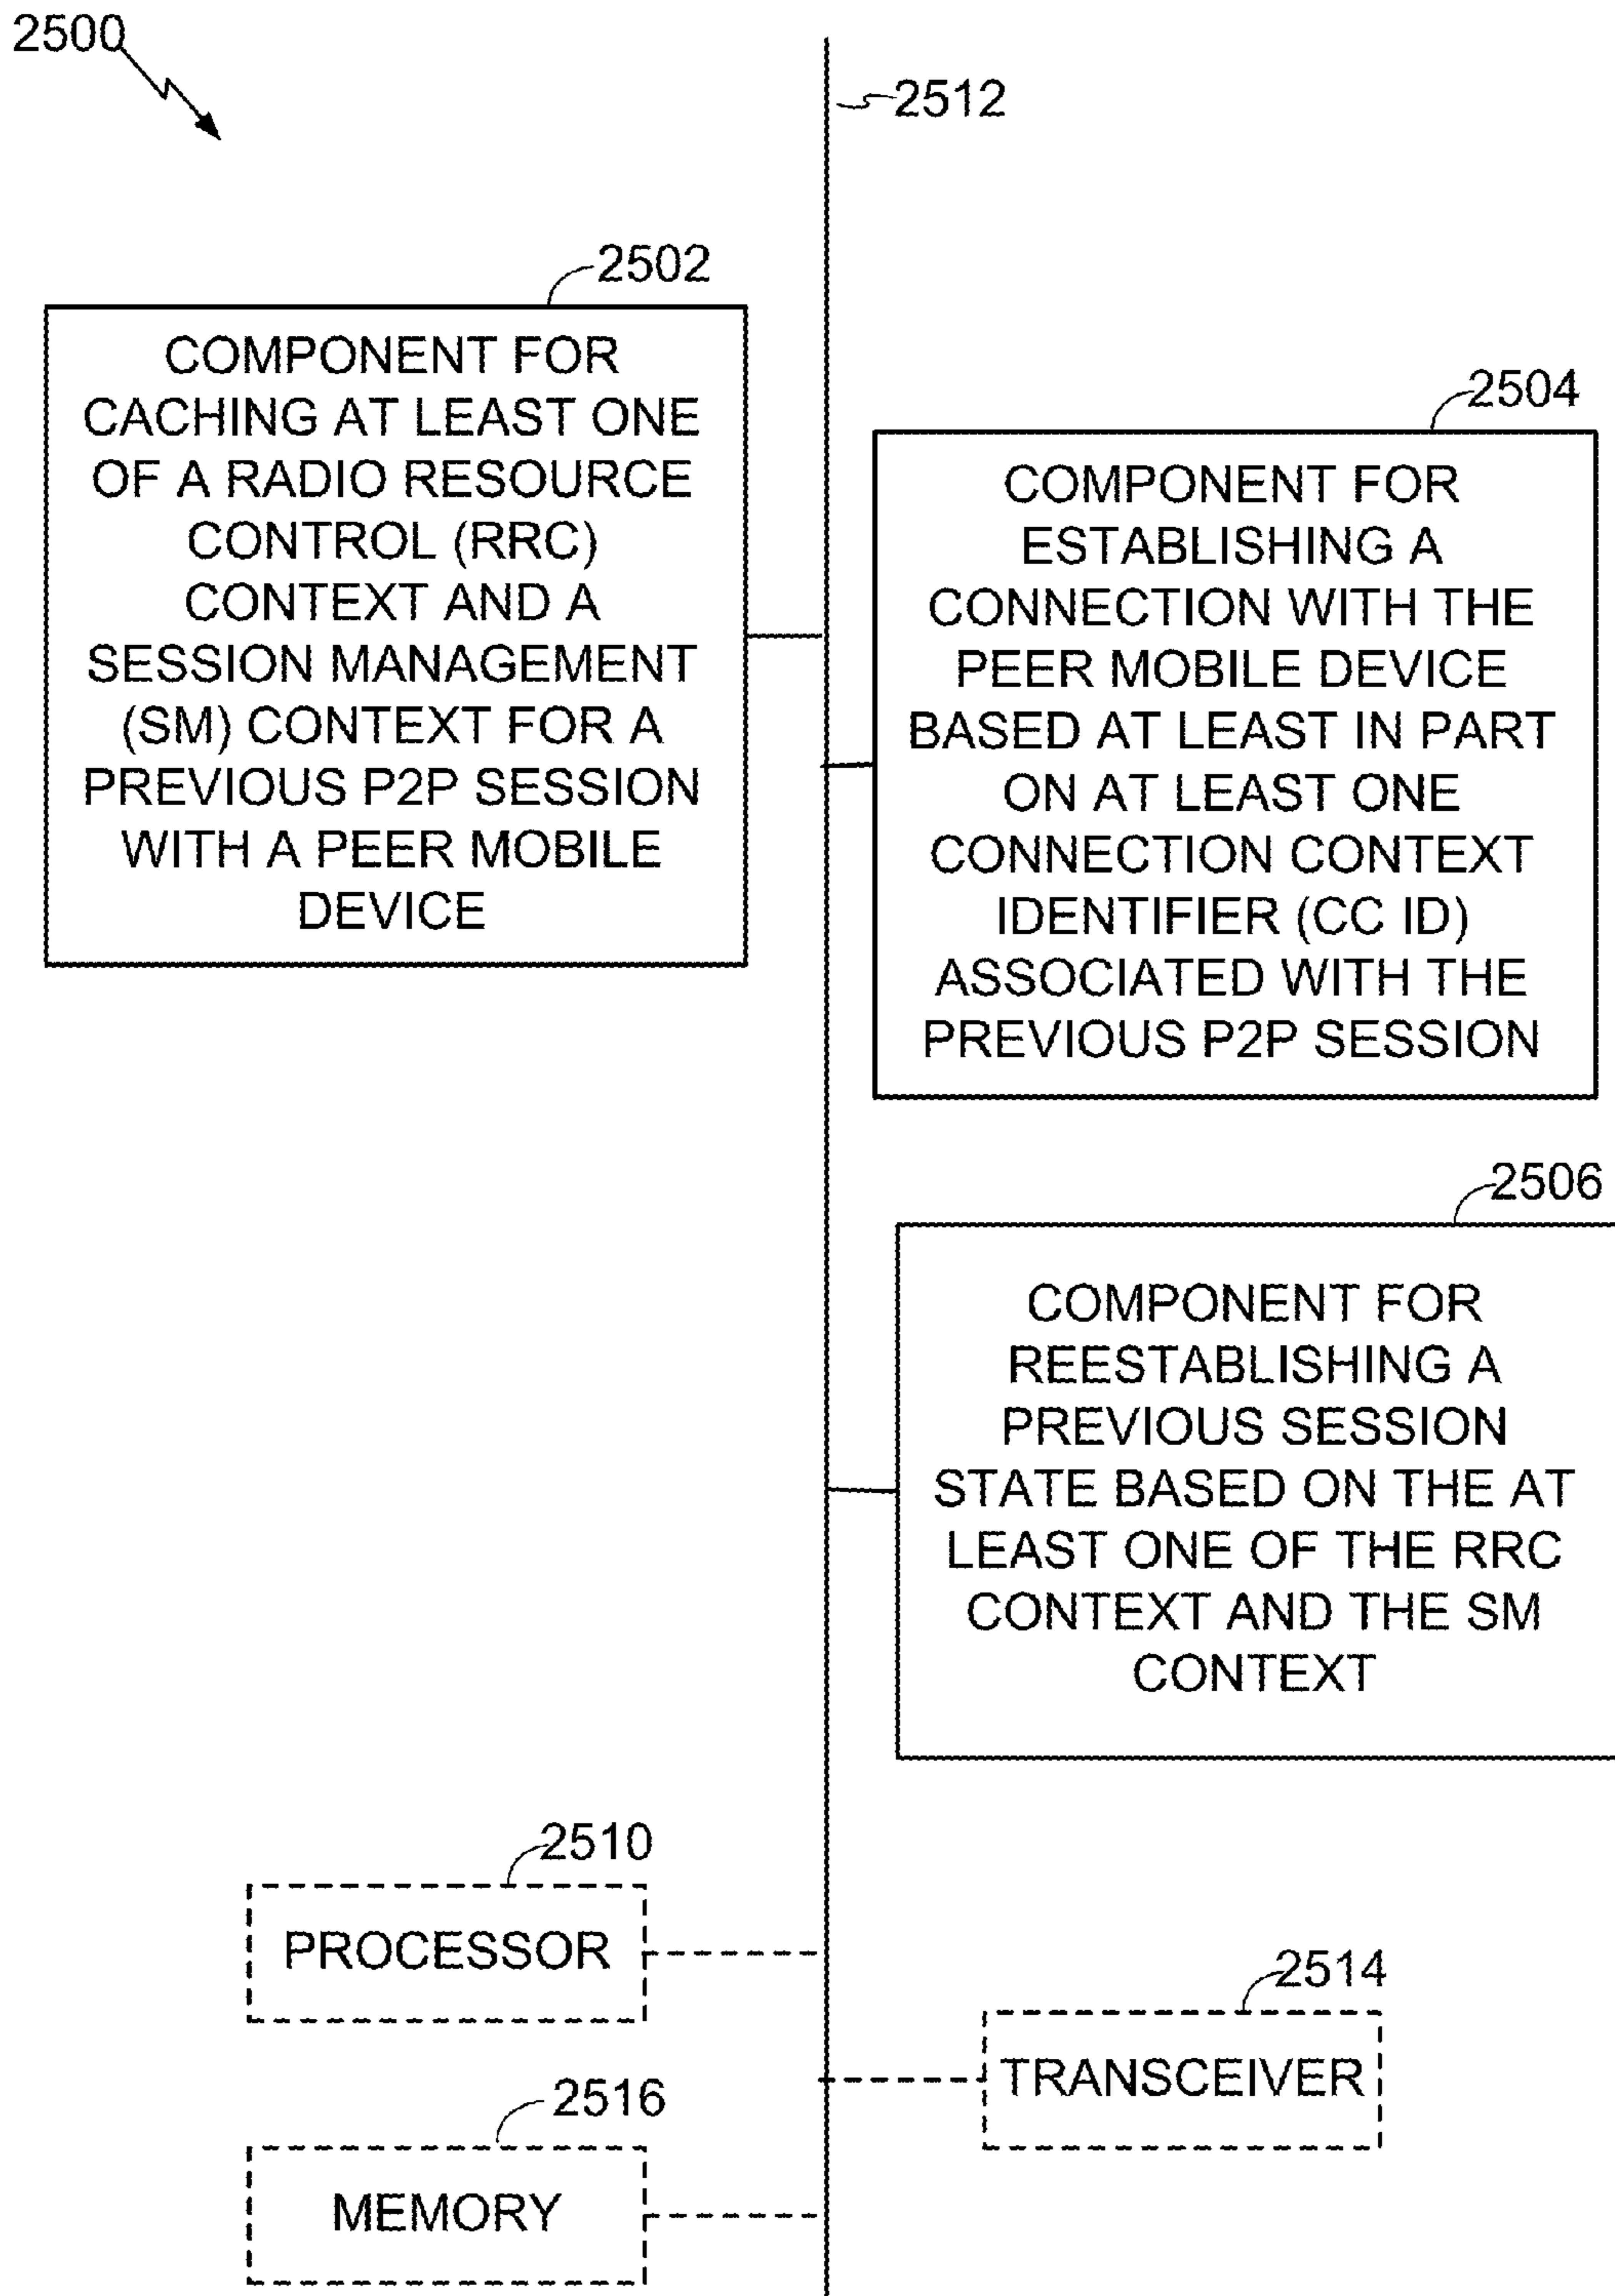 2500
2512
2502
COMPONENT FOR
CACHING AT LEAST ONE
OF A RADIO RESOURCE
CONTROL (RRC)
CONTEXT AND A
SESSION MANAGEMENT
(SM) CONTEXT FOR A
PREVIOUS P2P SESSION
WITH A PEER MOBILE
DEVICE
2504
COMPONENT FOR
ESTABLISHING A
CONNECTION WITH THE
PEER MOBILE DEVICE
BASED AT LEAST IN PART
ON AT LEAST ONE
CONNECTION CONTEXT
IDENTIFIER (CC ID)
ASSOCIATED WITH THE
PREVIOUS P2P SESSION
2506
COMPONENT FOR
REESTABLISHING A
PREVIOUS SESSION
STATE BASED ON THE AT
LEAST ONE OF THE RRC
CONTEXT AND THE SM
CONTEXT
2510
PROCESSOR
2514
TRANSCEIVER
2516
MEMORY